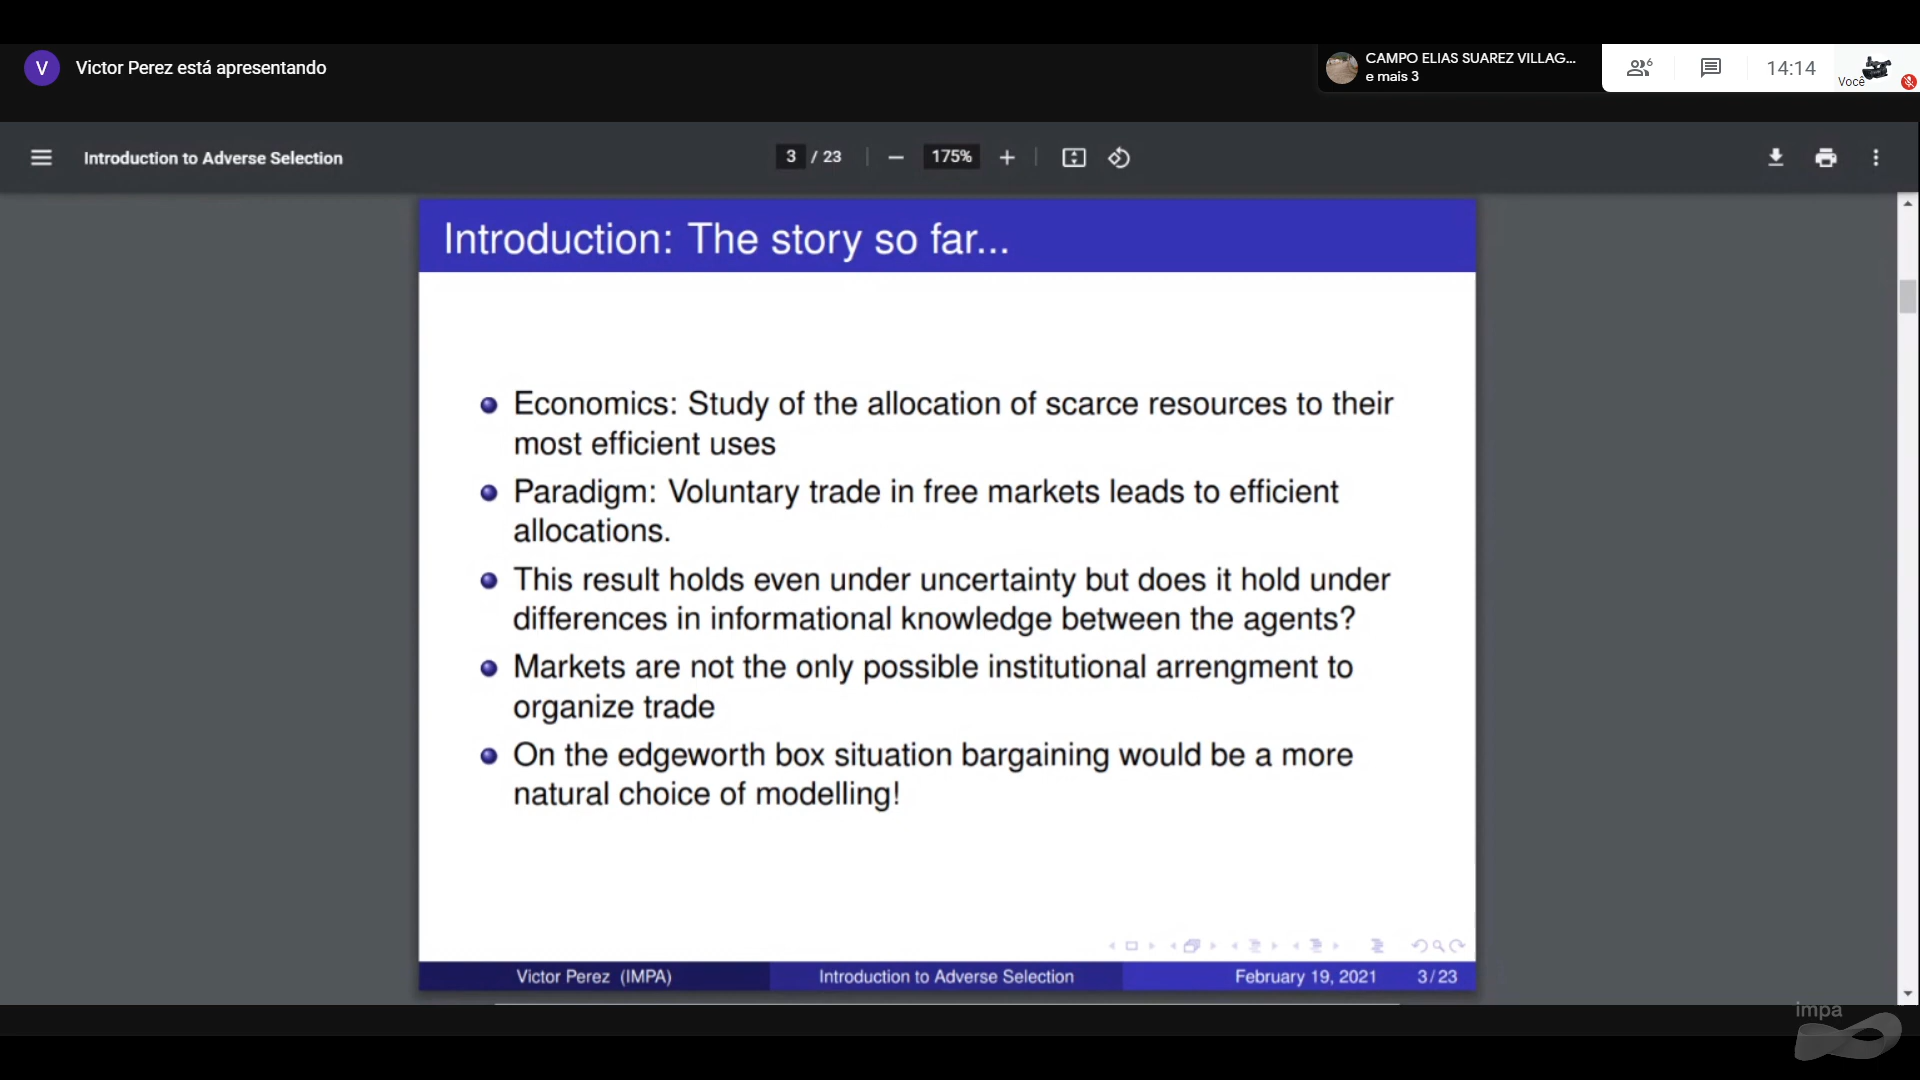 V
Victor Perez está apresentando
CAMPO ELIAS SUAREZ VILLAG...
e mais 3
6
14:14
Você
Introduction to Adverse Selection
3 / 23
175%
Introduction: The story so far...
Economics: Study of the allocation of scarce resources to their
most efficient uses
Paradigm: Voluntary trade in free markets leads to efficient
allocations.
This result holds even under uncertainty but does it hold under
differences in informational knowledge between the agents?
Markets are not the only possible institutional arrengment to
organize trade
On the edgeworth box situation bargaining would be a more
natural choice of modelling!
Victor Perez (IMPA)
Introduction to Adverse Selection
February 19, 2021
3 / 23
impa